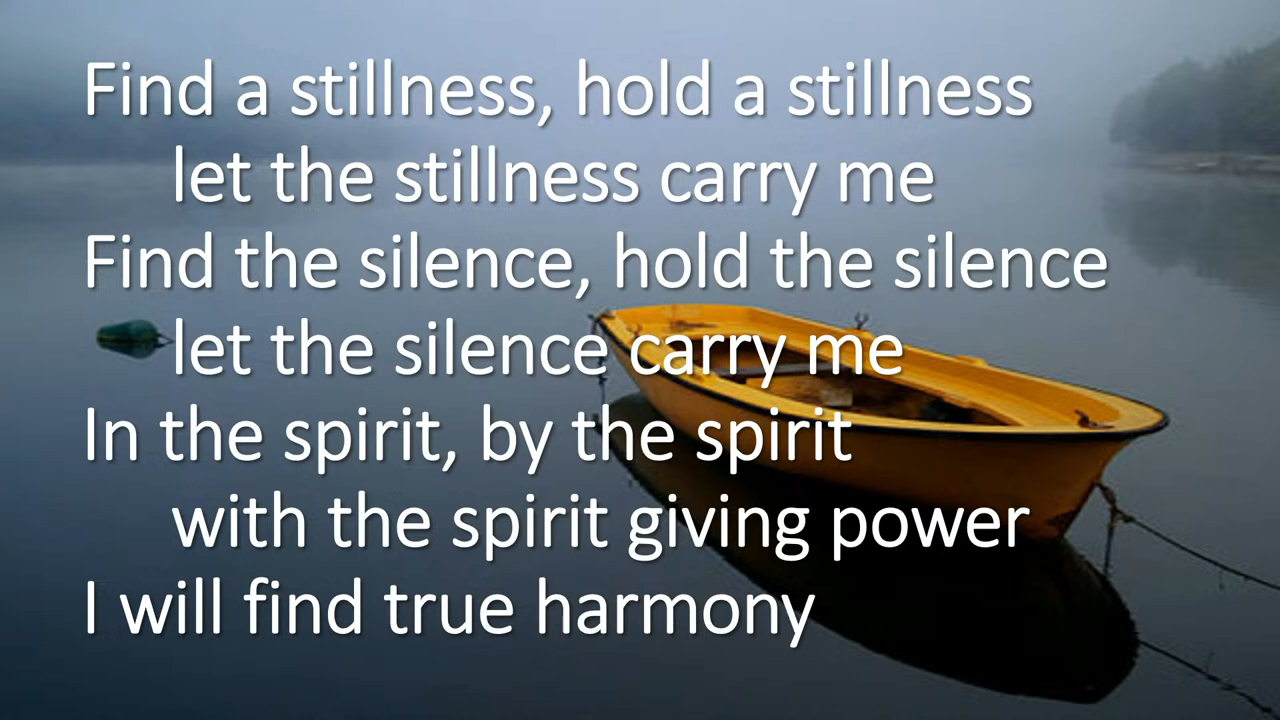 Find a stillness, hold a stillness
let the stillness carry me
Find the silence, hold the silence
let the silence carry me
In the spirit, by the spirit
with the spirit giving power
I will find true harmony